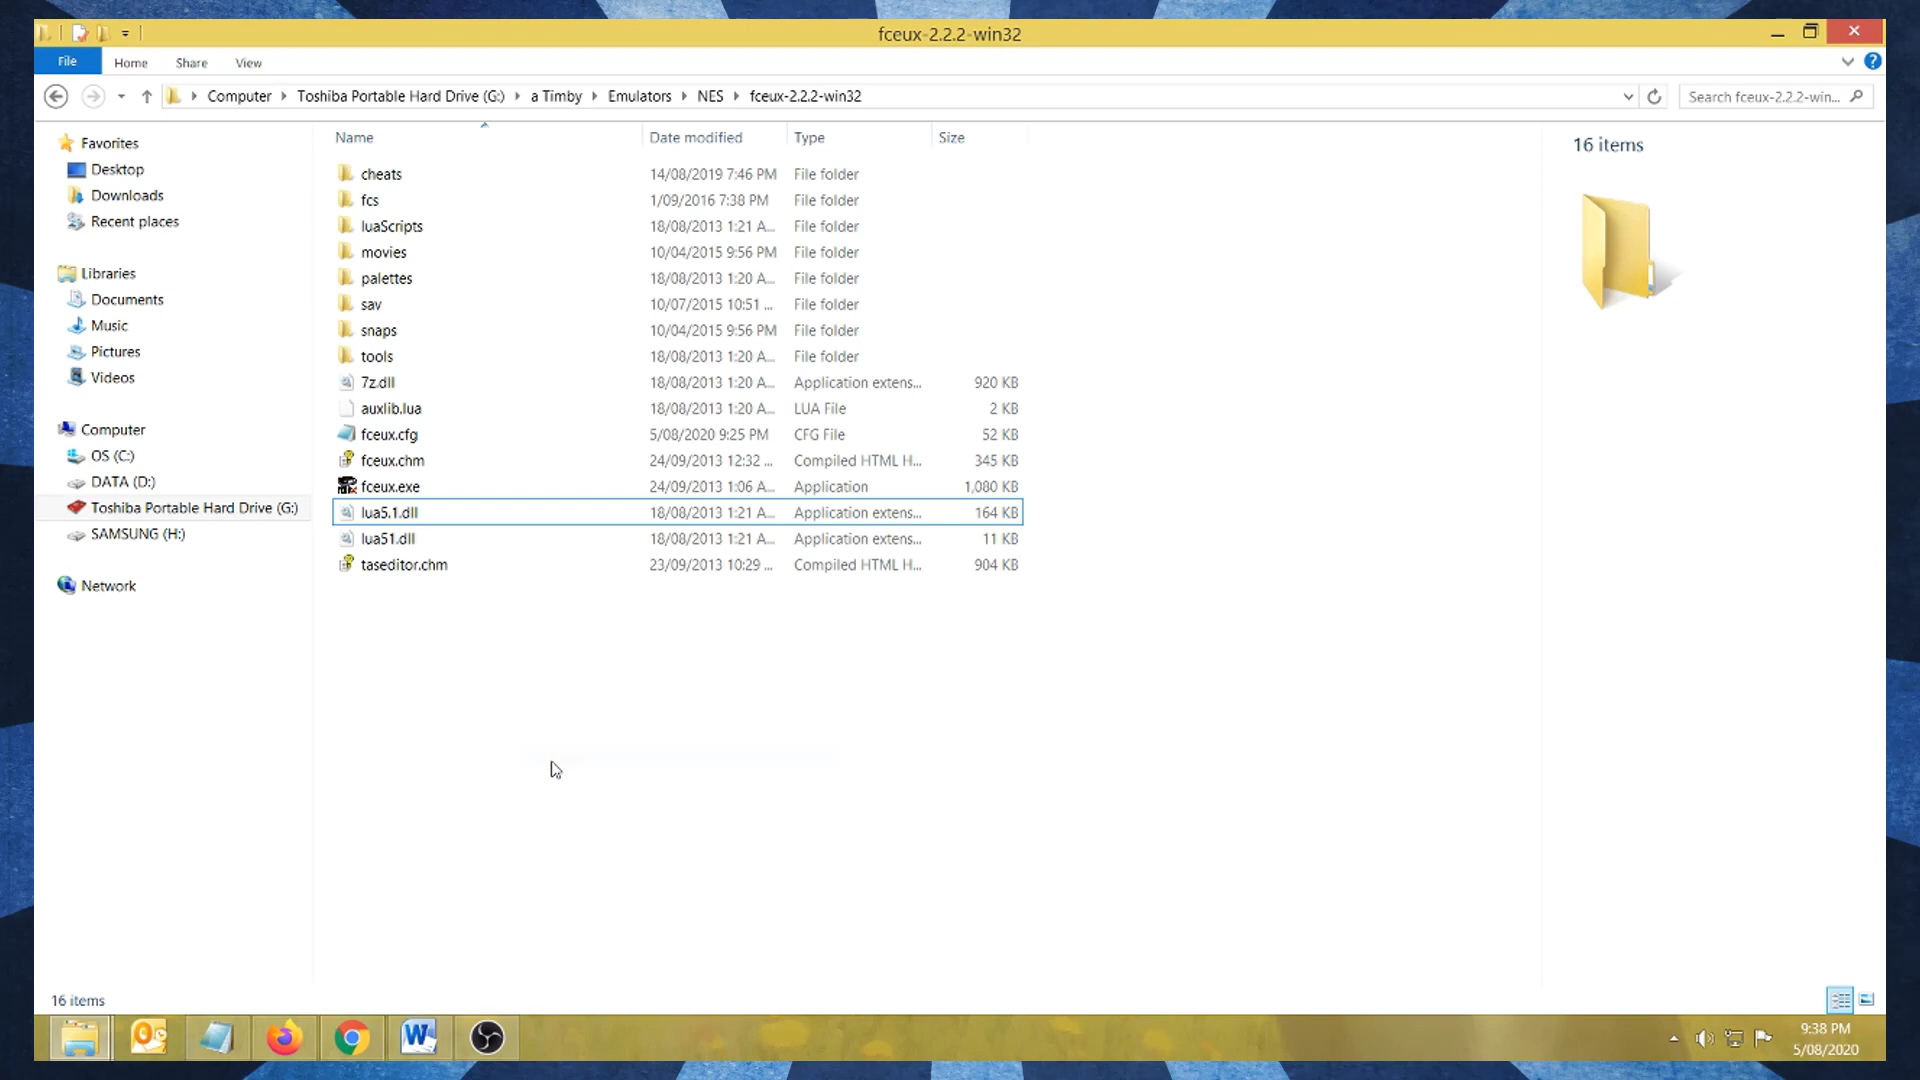 fceux-2.2.2-win32
File Home Share View
Computer Toshiba Portable Hard Drive (G:) a Timby Emulators NES fceux-2.2.2-win32
Search fceux-2.2.2-win...
Favorites
Desktop
Downloads
Recent places
Libraries
Documents
Music
Pictures
Videos
Computer
OS (C:)
DATA (D:)
Toshiba Portable Hard Drive (G:)
SAMSUNG (H:)
Network
Name Date modified Type Size
cheats 14/08/2019 7:46 PM File folder
fcs 1/09/2016 7:38 PM File folder
luaScripts 18/08/2013 1:21 A... File folder
movies 10/04/2015 9:56 PM File folder
palettes 18/08/2013 1:20 A... File folder
sav 10/07/2015 10:51 ... File folder
snaps 10/04/2015 9:56 PM File folder
tools 18/08/2013 1:20 A... File folder
7z.dll 18/08/2013 1:20 A... Application extens... 920 KB
auxlib.lua 18/08/2013 1:20 A... LUA File 2 KB
fceux.cfg 5/08/2020 9:25 PM CFG File 52 KB
fceux.chm 24/09/2013 12:32 ... Compiled HTML H... 345 KB
fceux.exe 24/09/2013 1:06 A... Application 1,080 KB
lua5.1.dll 18/08/2013 1:21 A... Application extens... 164 KB
lua51.dll 18/08/2013 1:21 A... Application extens... 11 KB
taseditor.chm 23/09/2013 10:29 ... Compiled HTML H... 904 KB
16 items
16 items
9:38 PM
5/08/2020